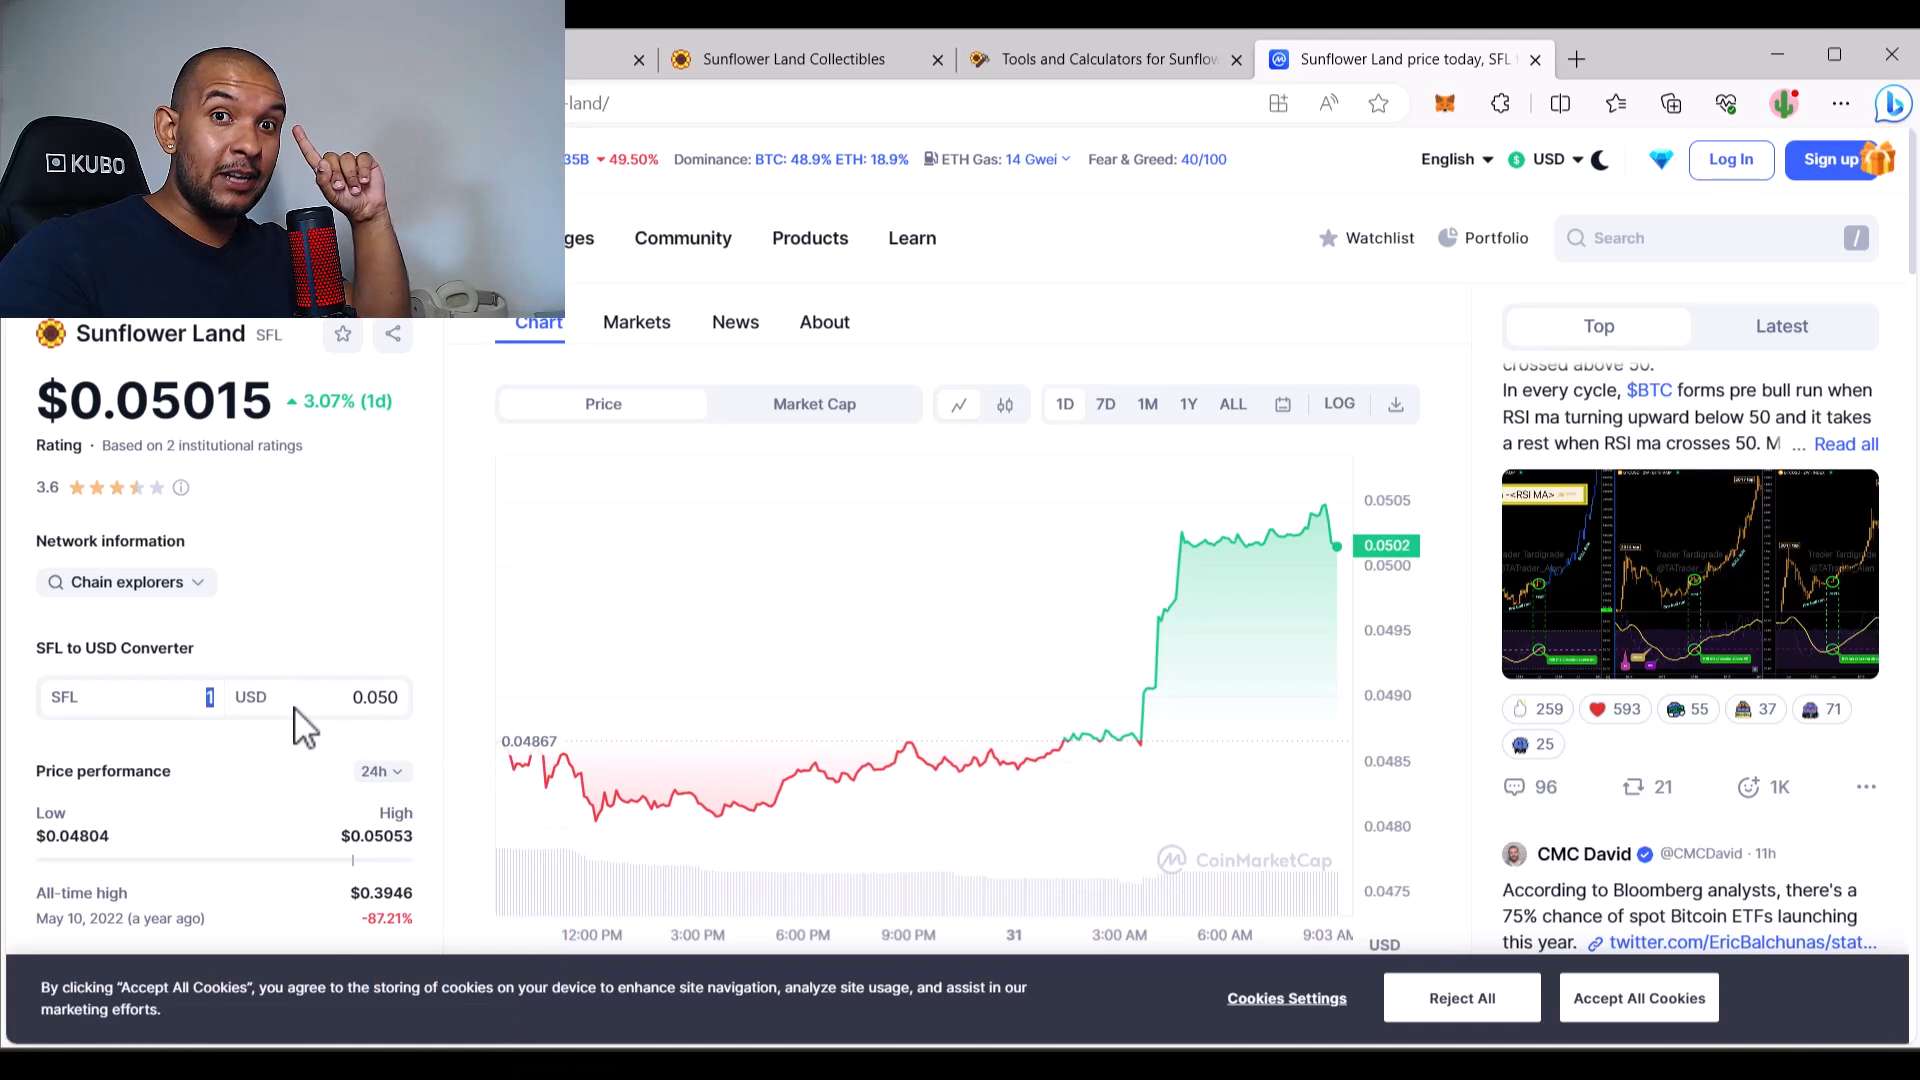 KUBO
Sunflower Land Collectibles
Tools and Calculators for Sunflow
Sunflower Land price today, SFL
-land/
35B 49.50% Dominance: BTC: 48.9% ETH: 18.9% ETH Gas: 14 Gwei Fear & Greed: 40/100
English USD Log In Sign up
ges Community Products Learn
Watchlist Portfolio Search /
Sunflower Land SFL
Chart Markets News About
Top Latest
$0.05015 3.07% (1d)
Rating · Based on 2 institutional ratings
3.6
Network information
Chain explorers
SFL to USD Converter
SFL 1 USD 0.050
Price performance 24h
Low High
$0.04804 $0.05053
All-time high $0.3946
May 10, 2022 (a year ago) -87.21%
Price Market Cap 1D 7D 1M 1Y ALL LOG
0.0505
0.0502
0.0500
0.0495
0.0490
0.04867
0.0485
0.0480
0.0475
CoinMarketCap
12:00 PM 3:00 PM 6:00 PM 9:00 PM 31 3:00 AM 6:00 AM 9:03 AM
USD
crossed above 50.
In every cycle, $BTC forms pre bull run when
RSI ma turning upward below 50 and it takes
a rest when RSI ma crosses 50. M ... Read all
<RSI MA>
Trader Tardigrade
259 593 55 37 71
25
96 21 1K
CMC David @CMCDavid · 11h
According to Bloomberg analysts, there's a
75% chance of spot Bitcoin ETFs launching
this year. twitter.com/EricBalchunas/stat...
By clicking “Accept All Cookies”, you agree to the storing of cookies on your device to enhance site navigation, analyze site usage, and assist in our
marketing efforts.
Cookies Settings Reject All Accept All Cookies